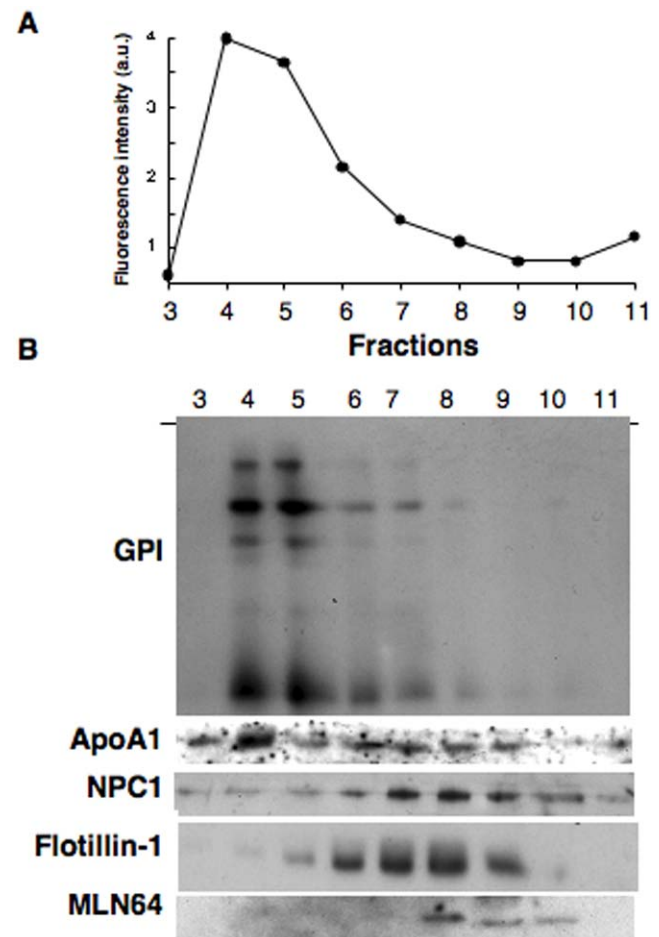 A
Fluorescence intensity (a.u.)
4
3
2
1
3 4 5 6 7 8 9 10 11
Fractions
B
3 4 5 6 7 8 9 10 11
GPI
ApoA1
NPC1
Flotillin-1
MLN64